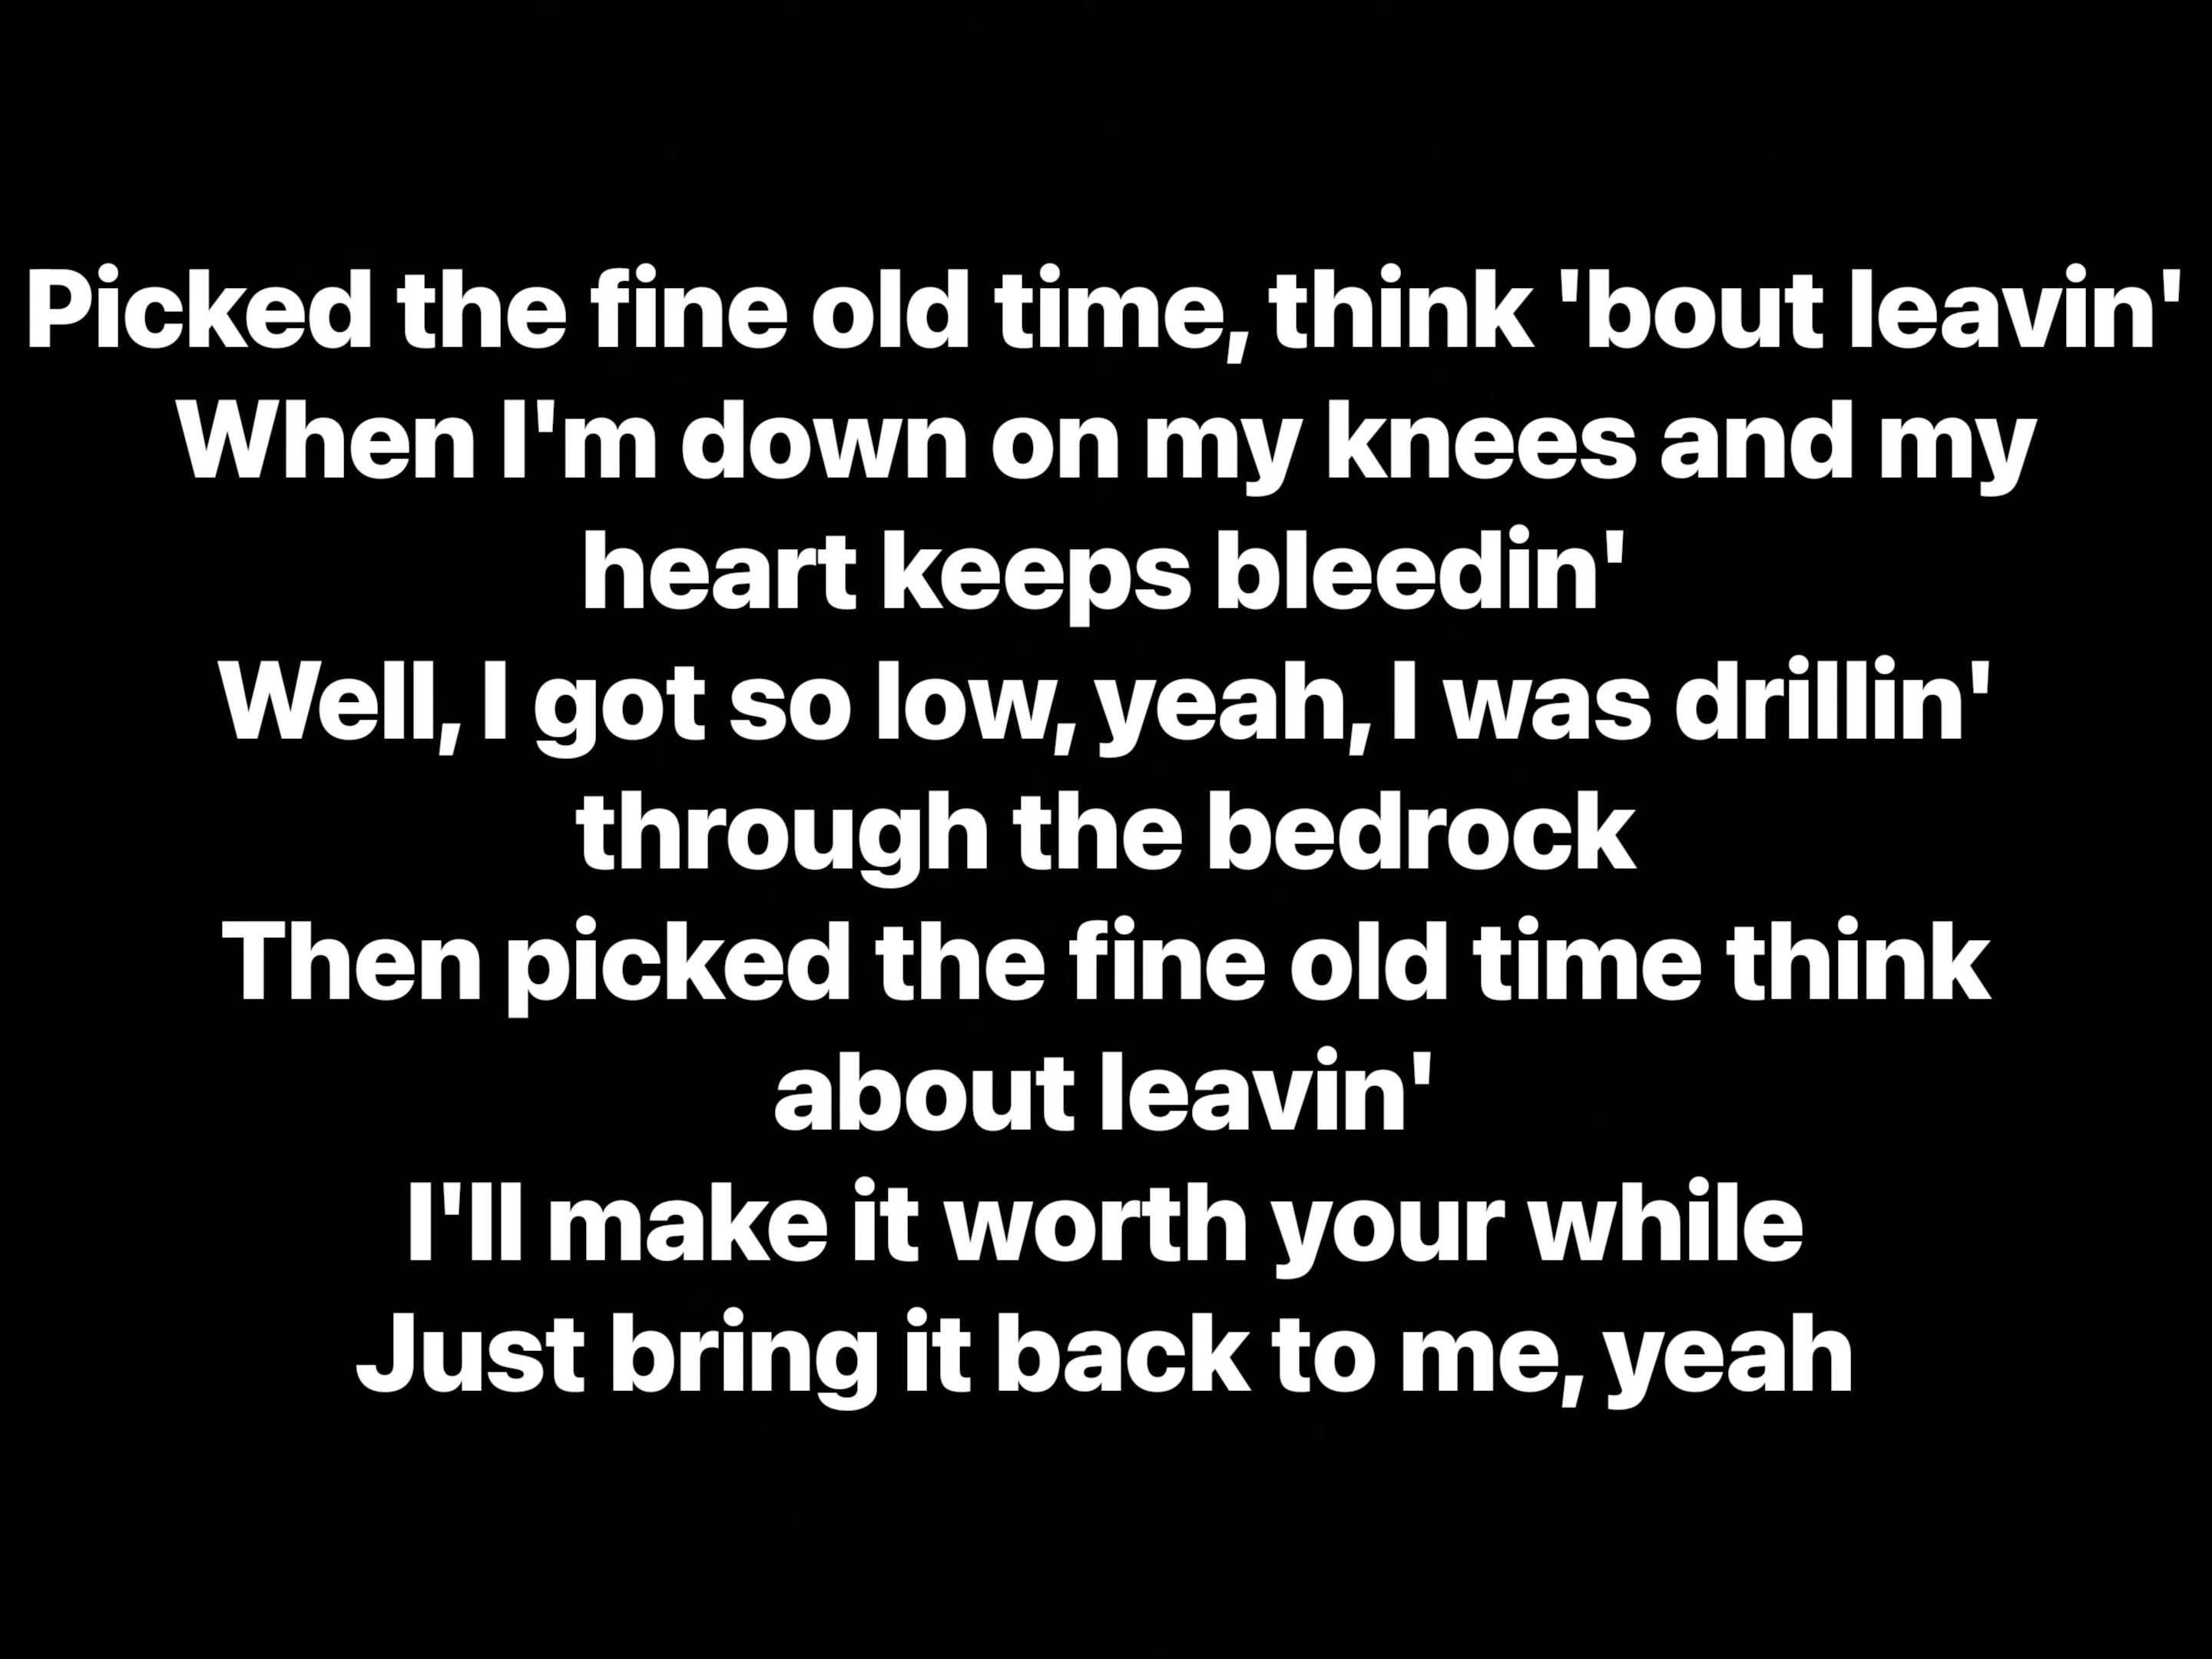 Picked the fine old time, think 'bout leavin'
When I'm down on my knees and my
heart keeps bleedin'
Well, I got so low, yeah, I was drillin'
through the bedrock
Then picked the fine old time think
about leavin'
I'll make it worth your while
Just bring it back to me, yeah